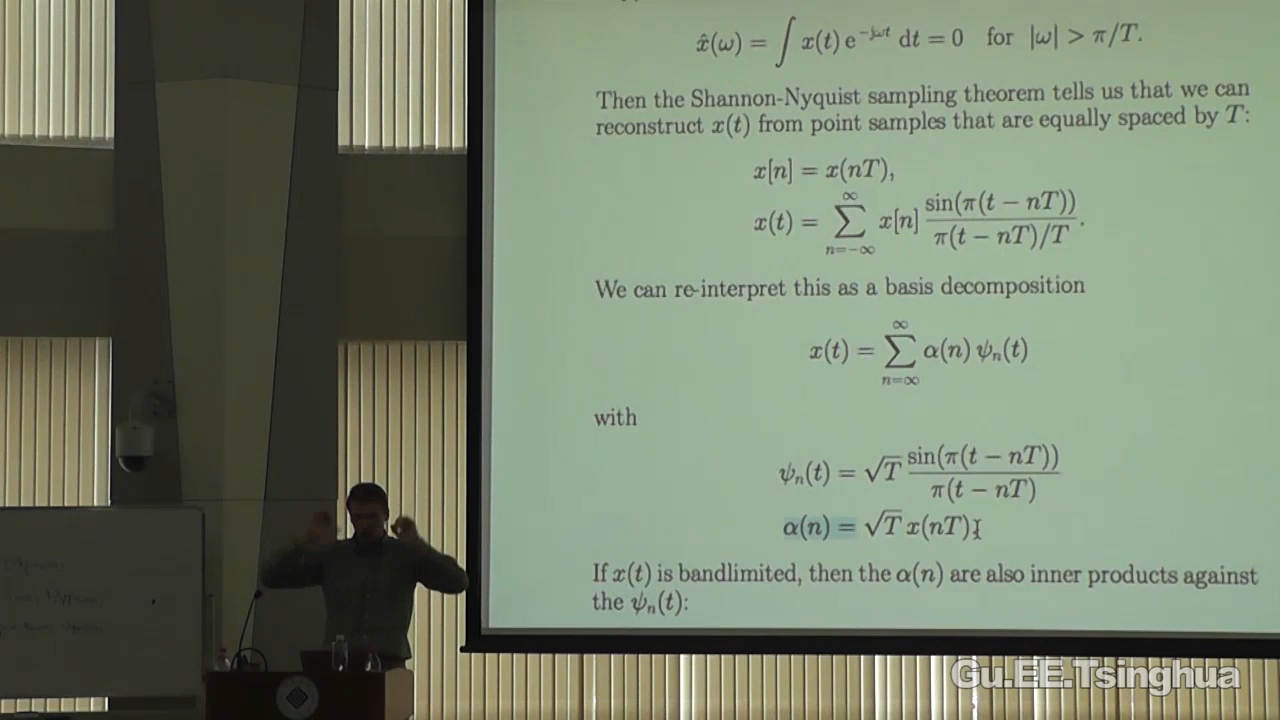 x̂(ω) = ∫ x(t) e^{-jωt} dt = 0 for |ω| > π/T.
Then the Shannon-Nyquist sampling theorem tells us that we can
reconstruct x(t) from point samples that are equally spaced by T:
x[n] = x(nT),
x(t) = ∑_{n=-∞}^{∞} x[n] sin(π(t − nT)) / π(t − nT)/T .
We can re-interpret this as a basis decomposition
x(t) = ∑_{n=∞}^{∞} α(n) ψ_n(t)
with
ψ_n(t) = √T sin(π(t − nT)) / π(t − nT)
α(n) = √T x(nT),
If x(t) is bandlimited, then the α(n) are also inner products against
the ψ_n(t):
Gu.EE.Tsinghua